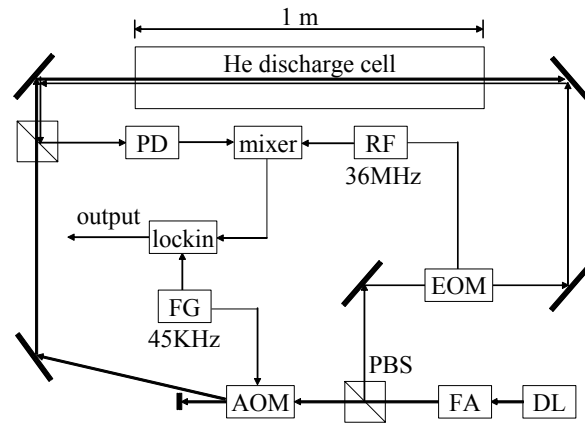 1 m
He discharge cell
PD
mixer
RF
36MHz
output
lockin
EOM
FG
45KHz
PBS
AOM
FA
DL